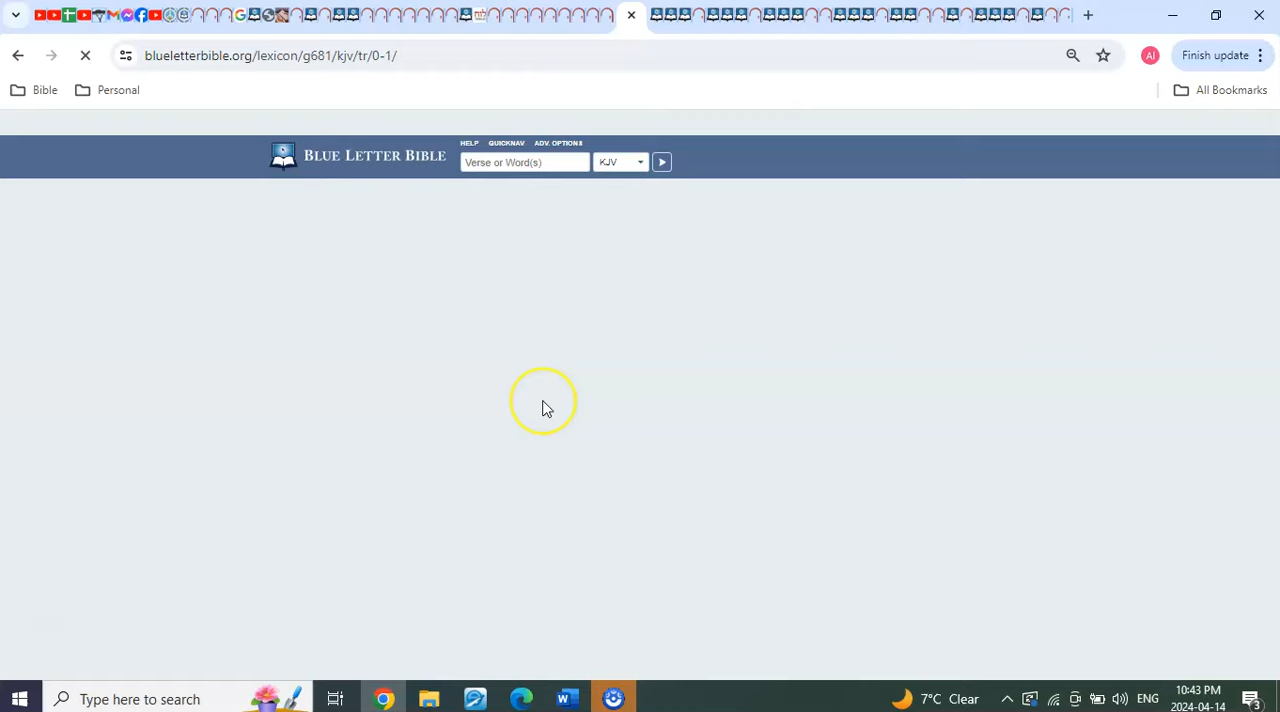 blueletterbible.org/lexicon/g681/kjv/tr/0-1/
AI
Finish update
Bible
Personal
All Bookmarks
BLUE LETTER BIBLE
HELP QUICKNAV ADV. OPTIONS
Verse or Word(s)
KJV
Type here to search
7°C Clear
ENG
10:43 PM
2024-04-14
3